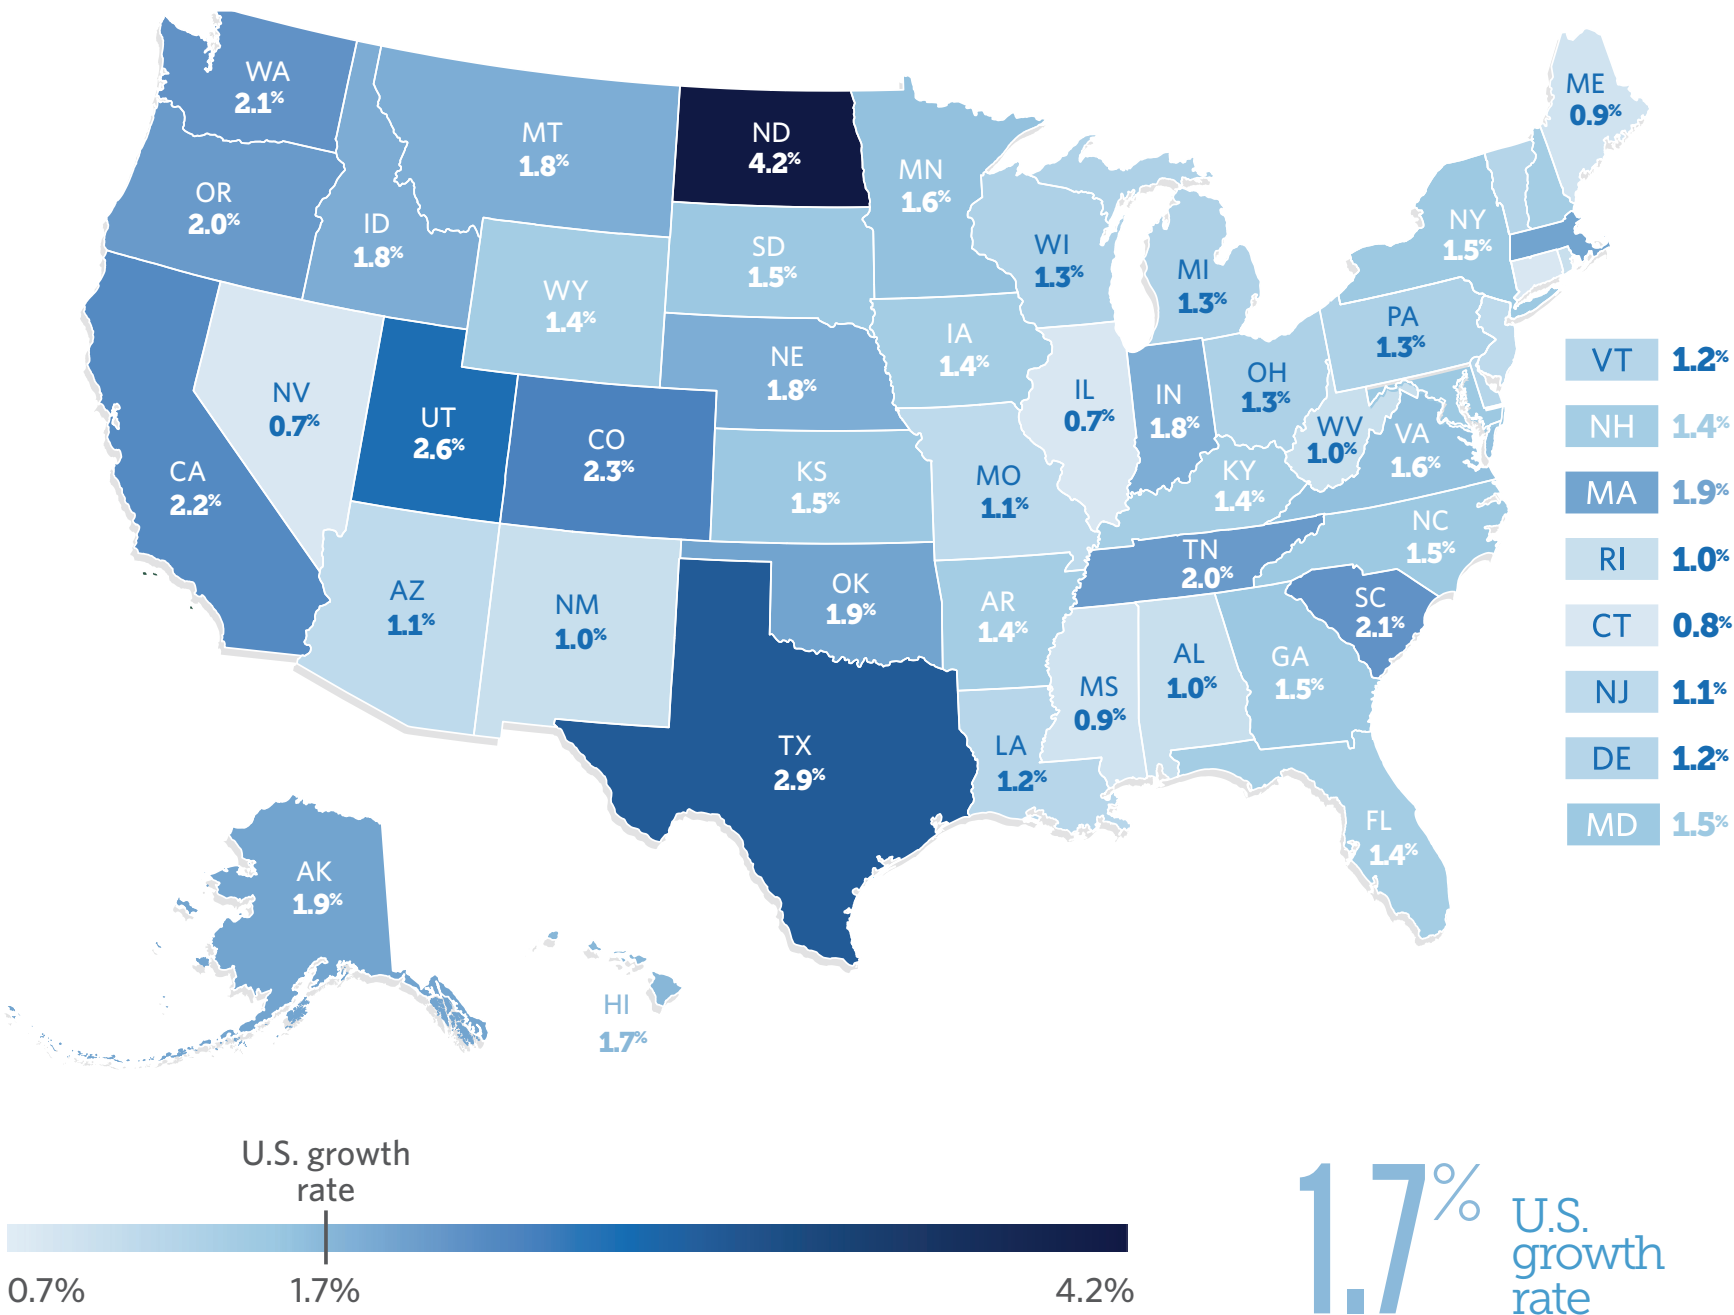 WA
2.1%
OR
2.0%
CA
2.2%
ID
1.8%
NV
0.7%
MT
1.8%
WY
1.4%
UT
2.6%
CO
2.3%
AZ
1.1%
NM
1.0%
ND
4.2%
SD
1.5%
NE
1.8%
KS
1.5%
OK
1.9%
TX
2.9%
MN
1.6%
IA
1.4%
MO
1.1%
AR
1.4%
LA
1.2%
WI
1.3%
IL
0.7%
MI
1.3%
IN
1.8%
OH
1.3%
KY
1.4%
TN
2.0%
MS
0.9%
AL
1.0%
GA
1.5%
FL
1.4%
SC
2.1%
NC
1.5%
VA
1.6%
WV
1.0%
PA
1.3%
NY
1.5%
ME
0.9%
VT 1.2%
NH 1.4%
MA 1.9%
RI 1.0%
CT 0.8%
NJ 1.1%
DE 1.2%
MD 1.5%
AK
1.9%
HI
1.7%
U.S. growth
rate
0.7% 1.7% 4.2%
1.7%
U.S.
growth
rate